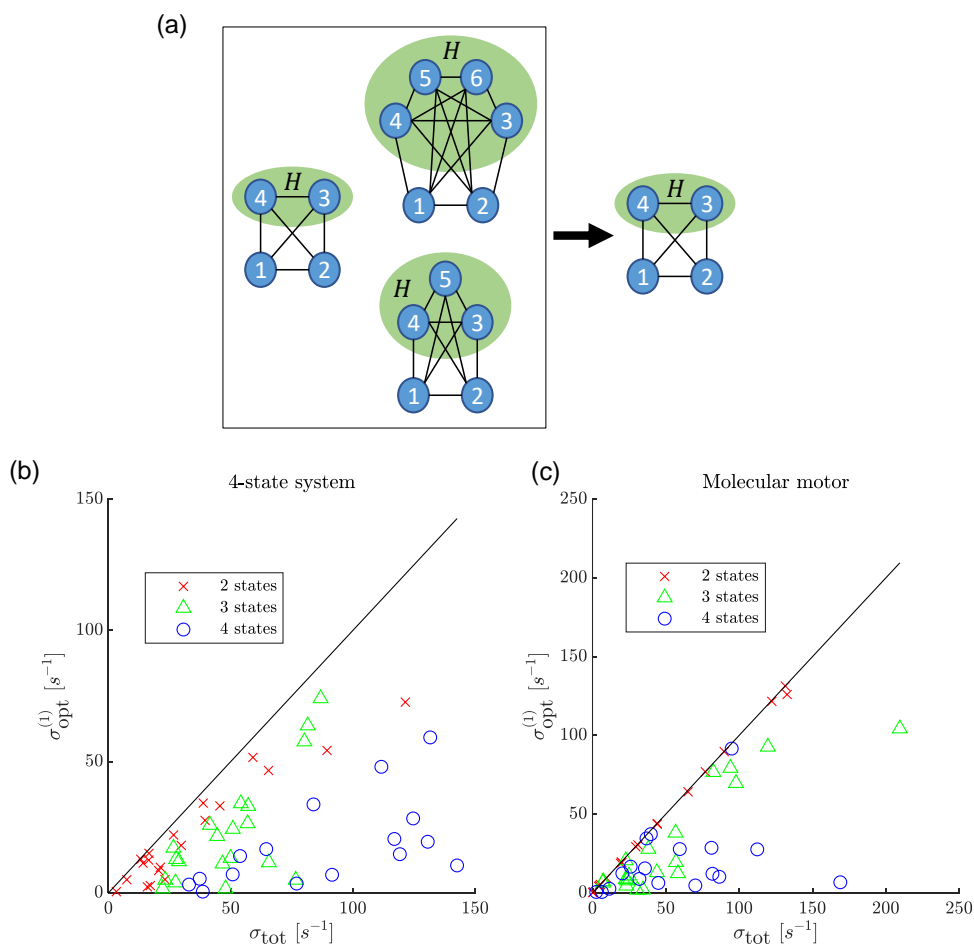 (a)
H
5 6
4 3
1 2
H
4 3
1 2
H
5
4 3
1 2
H
4 3
1 2
(b)
4-state system
150
100
50
0
0 50 100 150
× 2 states
△ 3 states
○ 4 states
σ_opt^(1) [s^−1]
σ_tot [s^−1]
(c)
Molecular motor
250
200
150
100
50
0
0 50 100 150 200 250
× 2 states
△ 3 states
○ 4 states
σ_opt^(1) [s^−1]
σ_tot [s^−1]